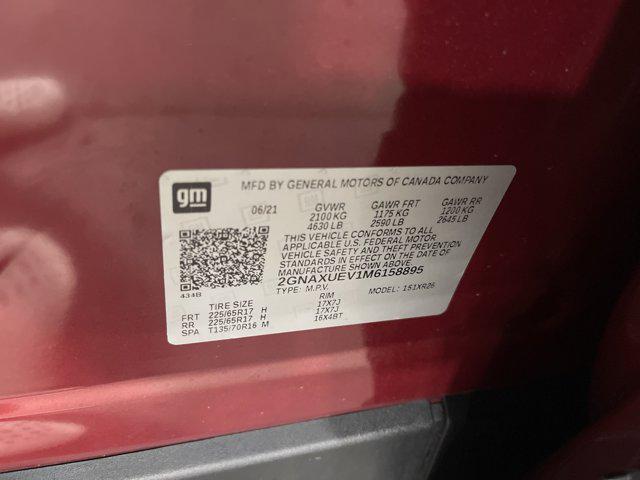 gm
MFD BY GENERAL MOTORS OF CANADA COMPANY
06/21 GVWR GAWR FRT GAWR RR
2100 KG 1175 KG 1200 KG
4630 LB 2590 LB 2645 LB
THIS VEHICLE CONFORMS TO ALL
APPLICABLE U.S. FEDERAL MOTOR
VEHICLE SAFETY AND THEFT PREVENTION
STANDARDS IN EFFECT ON THE DATE OF
MANUFACTURE SHOWN ABOVE.
2GNAXUEV1M6158895
434B TYPE: M.P.V. MODEL: 1S1XR26
TIRE SIZE RIM
FRT 225/65R17 H 17X7J
RR 225/65R17 H 17X7J
SPA T135/70R16 M 16X4BT